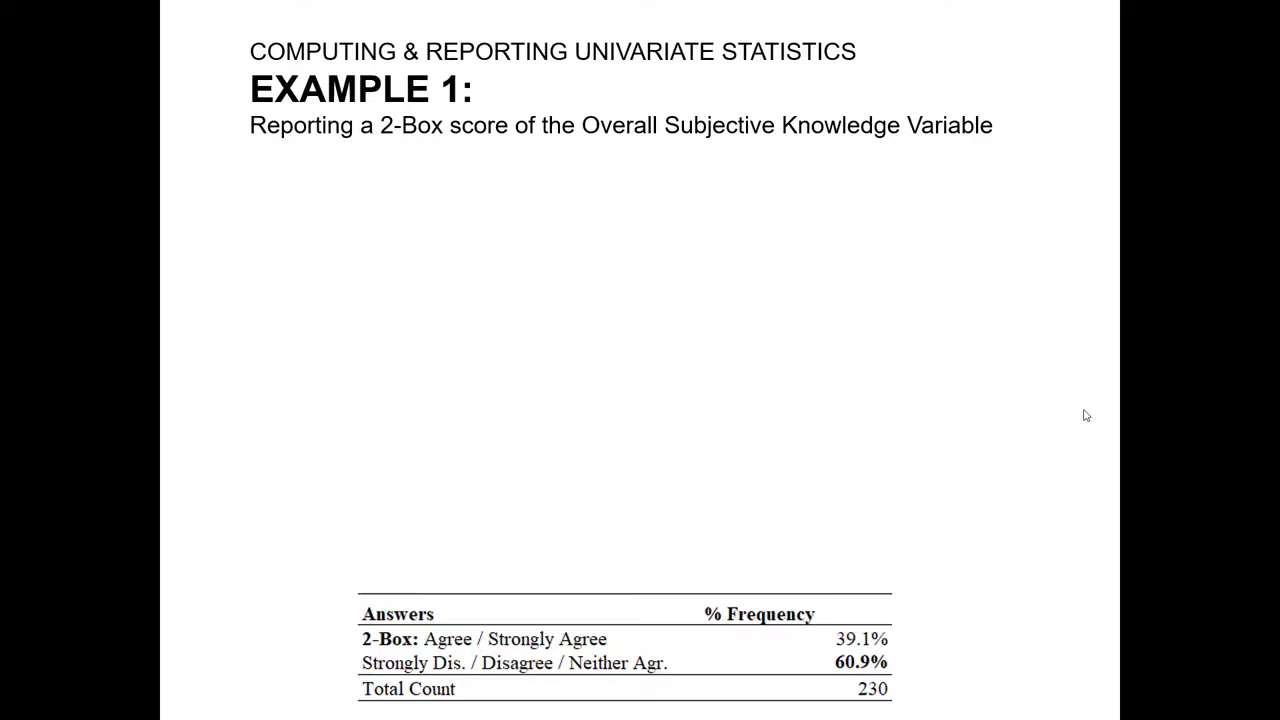 COMPUTING & REPORTING UNIVARIATE STATISTICS
EXAMPLE 1:
Reporting a 2-Box score of the Overall Subjective Knowledge Variable
Answers % Frequency
2-Box: Agree / Strongly Agree 39.1%
Strongly Dis. / Disagree / Neither Agr. 60.9%
Total Count 230